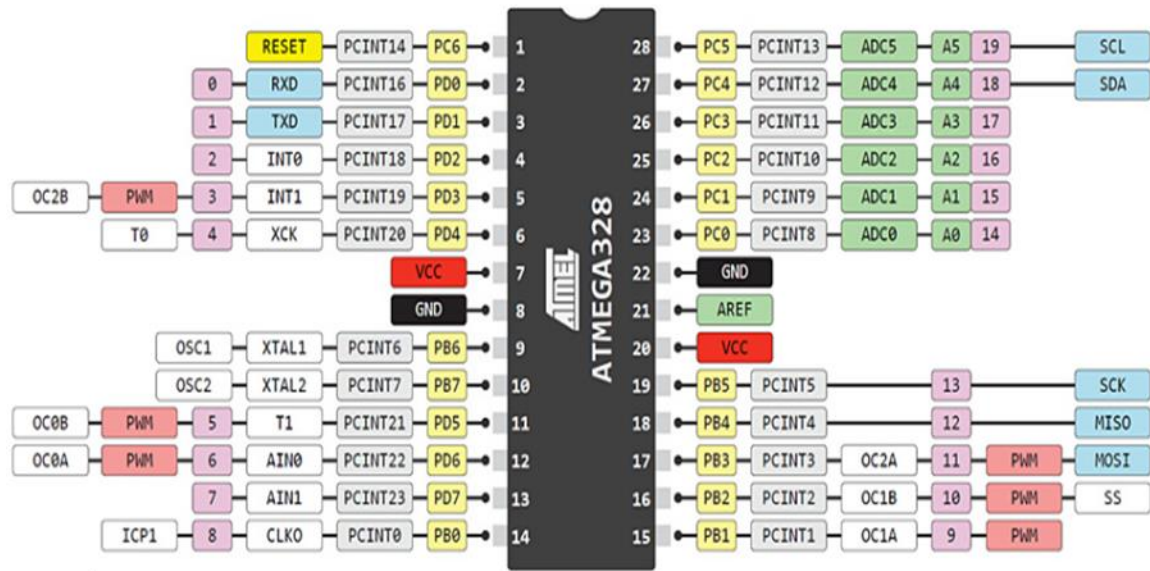 RESET PCINT14 PC6 1 28 PC5 PCINT13 ADC5 A5 19 SCL
0 RXD PCINT16 PD0 2 27 PC4 PCINT12 ADC4 A4 18 SDA
1 TXD PCINT17 PD1 3 26 PC3 PCINT11 ADC3 A3 17
2 INT0 PCINT18 PD2 4 25 PC2 PCINT10 ADC2 A2 16
OC2B PWM 3 INT1 PCINT19 PD3 5 24 PC1 PCINT9 ADC1 A1 15
T0 4 XCK PCINT20 PD4 6 23 PC0 PCINT8 ADC0 A0 14
VCC 7 22 GND
GND 8 21 AREF
ATMEL
ATMEGA328
OSC1 XTAL1 PCINT6 PB6 9 20 VCC
OSC2 XTAL2 PCINT7 PB7 10 19 PB5 PCINT5 13 SCK
OC0B PWM 5 T1 PCINT21 PD5 11 18 PB4 PCINT4 12 MISO
OC0A PWM 6 AIN0 PCINT22 PD6 12 17 PB3 PCINT3 OC2A 11 PWM MOSI
7 AIN1 PCINT23 PD7 13 16 PB2 PCINT2 OC1B 10 PWM SS
ICP1 8 CLKO PCINT0 PB0 14 15 PB1 PCINT1 OC1A 9 PWM